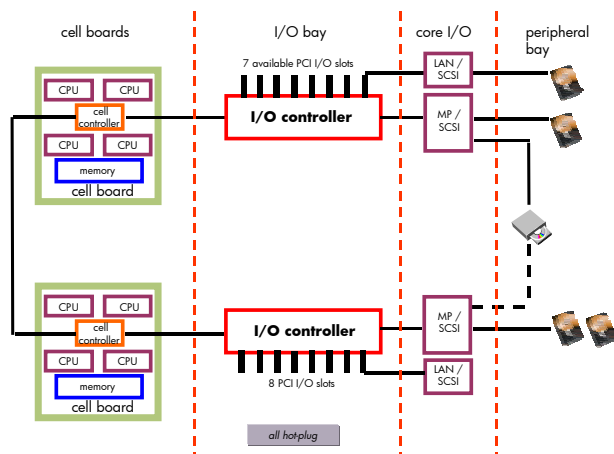 cell boards
I/O bay
core I/O
peripheral
bay
7 available PCI I/O slots
LAN /
SCSI
CPU
CPU
cell
controller
I/O controller
MP /
SCSI
CPU
CPU
memory
cell board
CPU
CPU
cell
controller
I/O controller
MP /
SCSI
CPU
CPU
LAN /
SCSI
memory
8 PCI I/O slots
cell board
all hot-plug